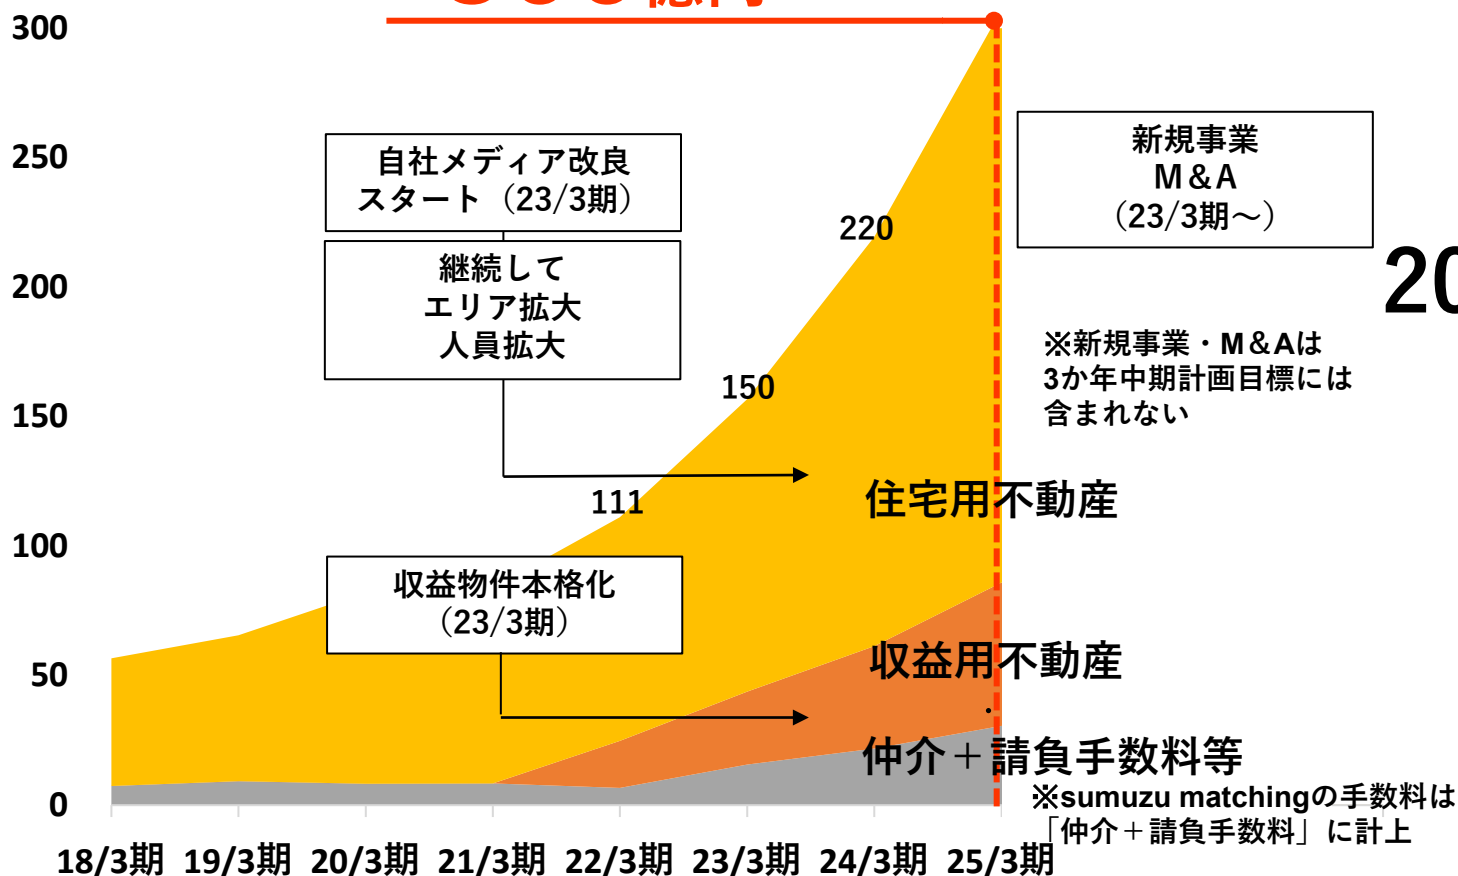 300
250
200
150
100
50
0
自社メディア改良
スタート（23/3期）
継続して
エリア拡大
人員拡大
収益物件本格化
（23/3期）
111
150
220
新規事業
M＆A
（23/3期～）
20
※新規事業・M＆Aは
3か年中期計画目標には
含まれない
住宅用不動産
収益用不動産
仲介＋請負手数料等
※sumuzu matchingの手数料は
「仲介＋請負手数料」に計上
18/3期 19/3期 20/3期 21/3期 22/3期 23/3期 24/3期 25/3期